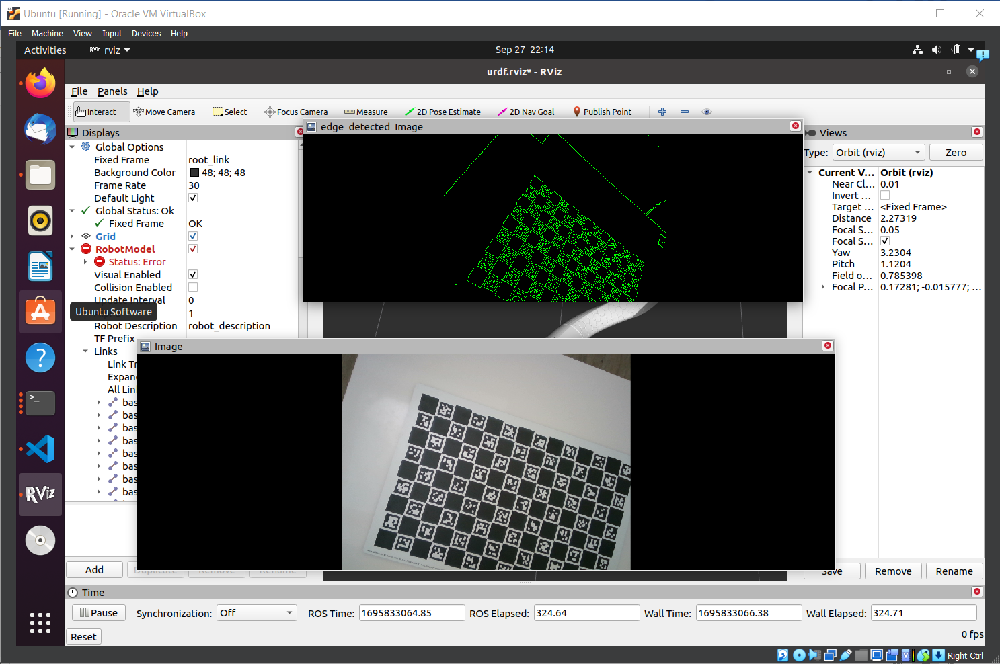 Ubuntu [Running] - Oracle VM VirtualBox
File Machine View Input Devices Help
Activities RViz rviz Sep 27 22:14
urdf.rviz* - RViz
File Panels Help
Interact Move Camera Select Focus Camera Measure 2D Pose Estimate 2D Nav Goal Publish Point
Displays
Global Options
Fixed Frame root_link
Background Color 48; 48; 48
Frame Rate 30
Default Light
Global Status: Ok
Fixed Frame OK
Grid
RobotModel
Status: Error
Visual Enabled
Collision Enabled
Update Interval 0
Ubuntu Software 1
Robot Description robot_description
TF Prefix
Links
Link Tr
Expan
All Lin
bas
bas
bas
bas
bas
bas
bas
bas
Add Duplicate Remove Rename
edge_detected_Image
Image
Views
Type: Orbit (rviz) Zero
Current V... Orbit (rviz)
Near Cl... 0.01
Invert ...
Target ... <Fixed Frame>
Distance 2.27319
Focal S... 0.05
Focal S...
Yaw 3.2304
Pitch 1.1204
Field o... 0.785398
Focal P... 0.17281; -0.015777; ...
Save Remove Rename
RViz
Time
Pause Synchronization: Off ROS Time: 1695833064.85 ROS Elapsed: 324.64 Wall Time: 1695833066.38 Wall Elapsed: 324.71
Reset 0 fps
Right Ctrl